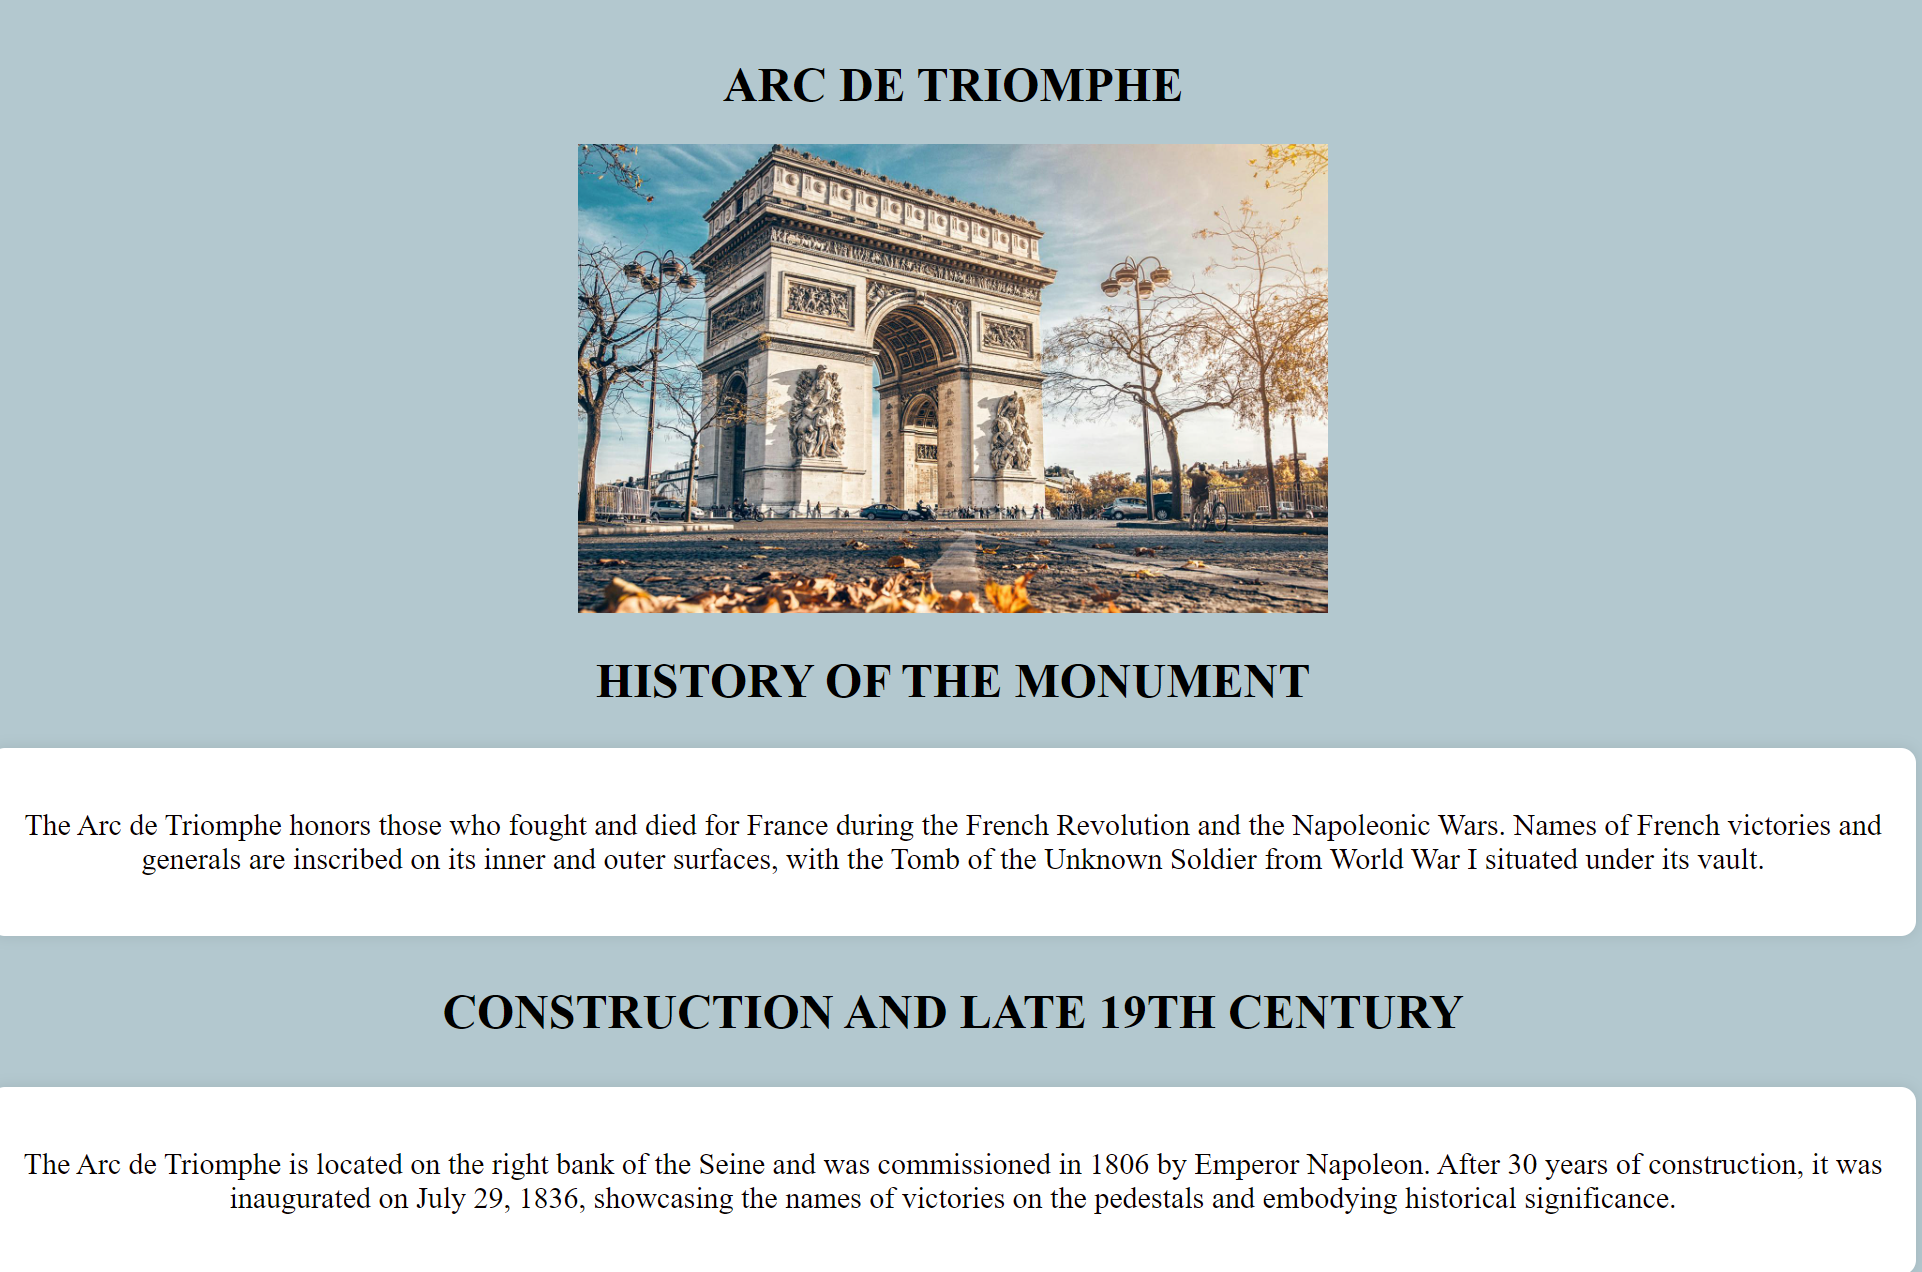 ARC DE TRIOMPHE
HISTORY OF THE MONUMENT
The Arc de Triomphe honors those who fought and died for France during the French Revolution and the Napoleonic Wars. Names of French victories and
generals are inscribed on its inner and outer surfaces, with the Tomb of the Unknown Soldier from World War I situated under its vault.
CONSTRUCTION AND LATE 19TH CENTURY
The Arc de Triomphe is located on the right bank of the Seine and was commissioned in 1806 by Emperor Napoleon. After 30 years of construction, it was
inaugurated on July 29, 1836, showcasing the names of victories on the pedestals and embodying historical significance.